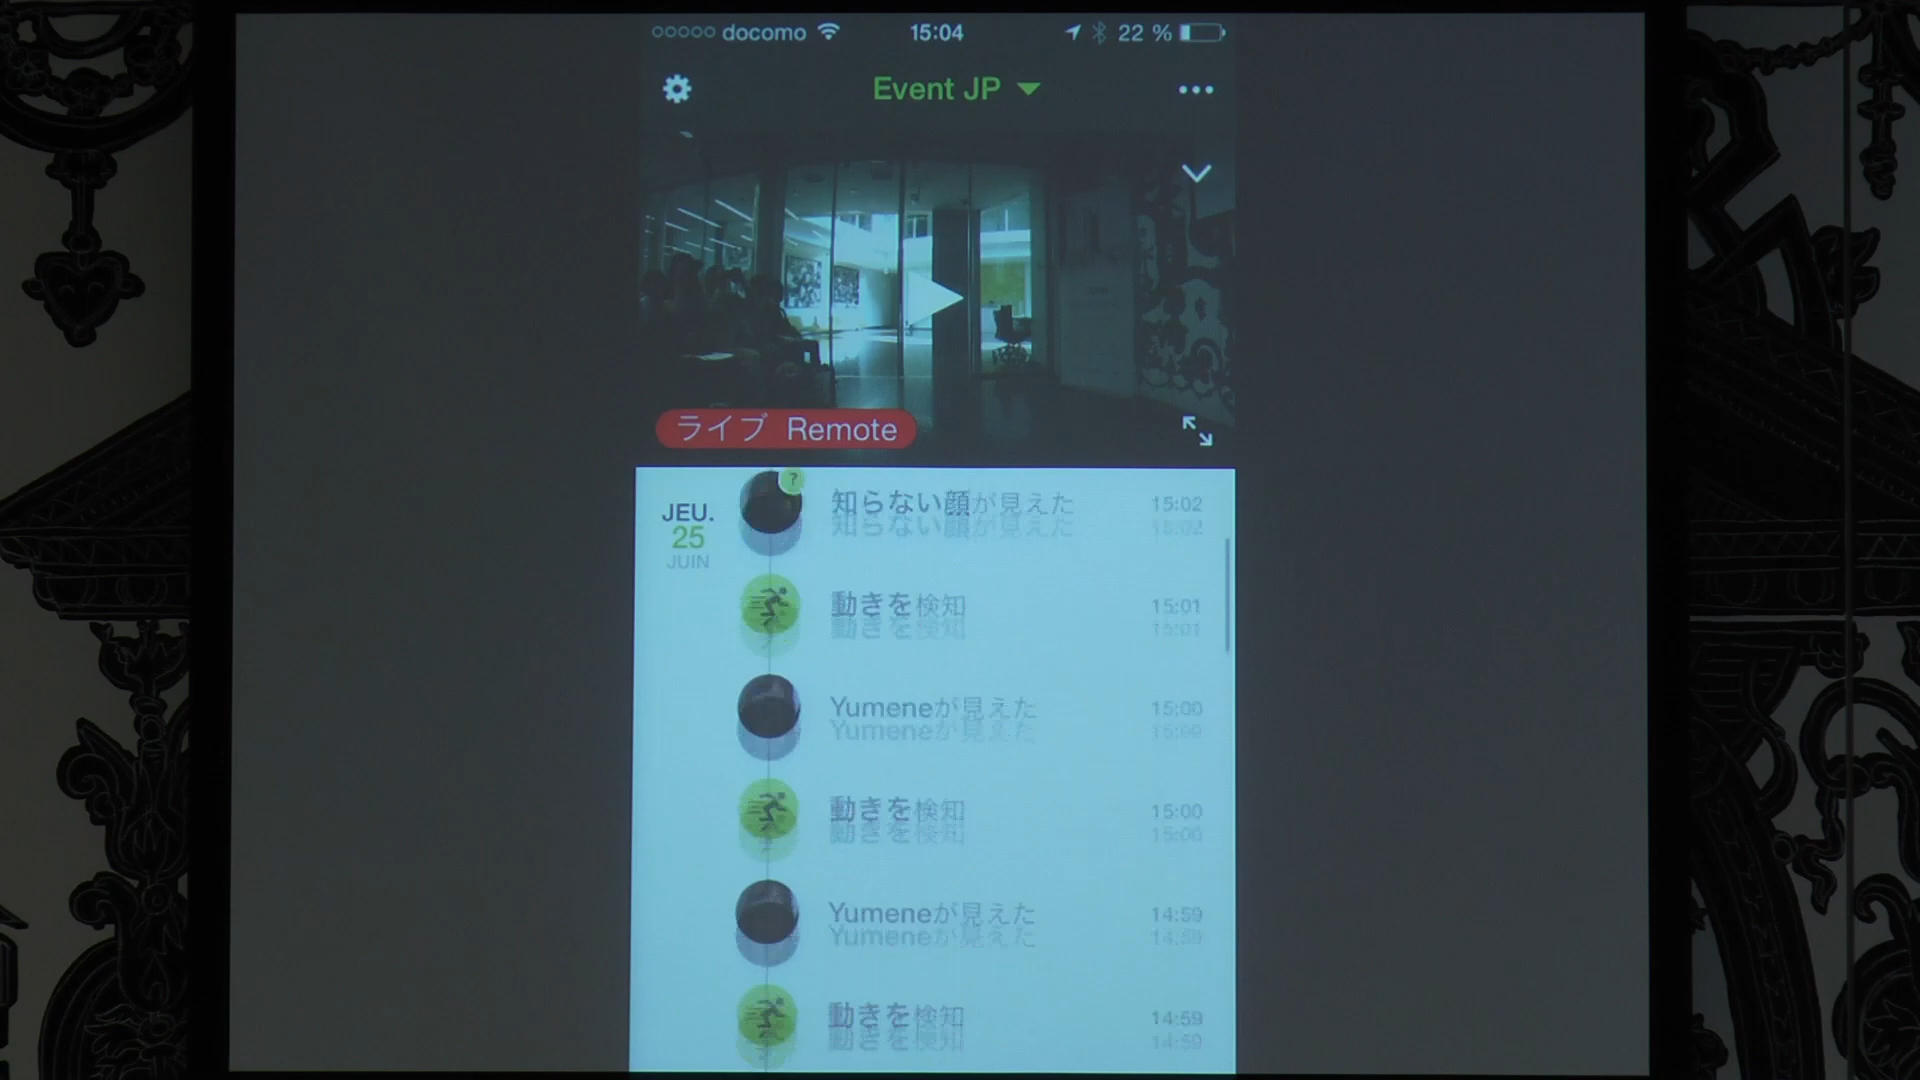 docomo 15:04 22 %
Event JP
ライブ Remote
JEU.
25
JUIN
知らない顔が見えた 15:02
動きを検知 15:01
Yumeneが見えた 15:00
動きを検知 15:00
Yumeneが見えた 14:59
動きを検知 14:59